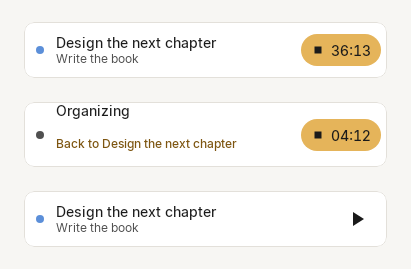 Design the next chapter
Write the book
36:13
Organizing
Back to Design the next chapter
04:12
Design the next chapter
Write the book